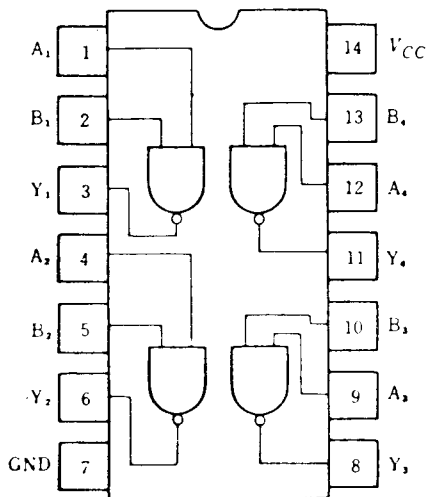 A₁ 1 14 V_CC
B₁ 2 13 B₄
Y₁ 3 12 A₄
A₂ 4 11 Y₄
B₂ 5 10 B₃
Y₂ 6 9 A₃
GND 7 8 Y₃